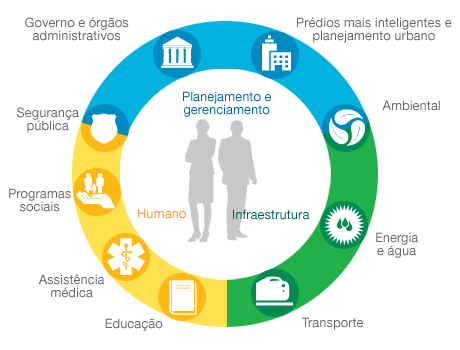 Governo e órgãos
administrativos
Prédios mais inteligentes e
planejamento urbano
Planejamento e
gerenciamento
Ambiental
Segurança
pública
Programas
sociais
Humano
Infraestrutura
Energia
e água
Assistência
médica
Educação
Transporte